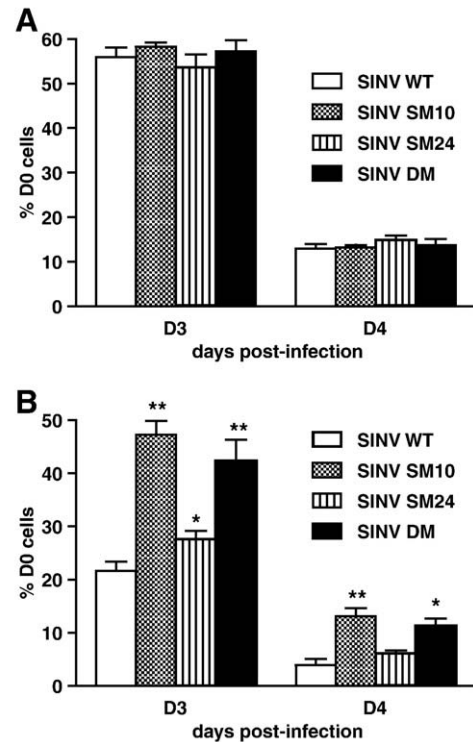 A
60
50
40
30
20
10
0
% D0 cells
SINV WT
SINV SM10
SINV SM24
SINV DM
D3 D4
days post-infection
B
50
40
30
20
10
0
% D0 cells
** * **
** *
SINV WT
SINV SM10
SINV SM24
SINV DM
D3 D4
days post-infection